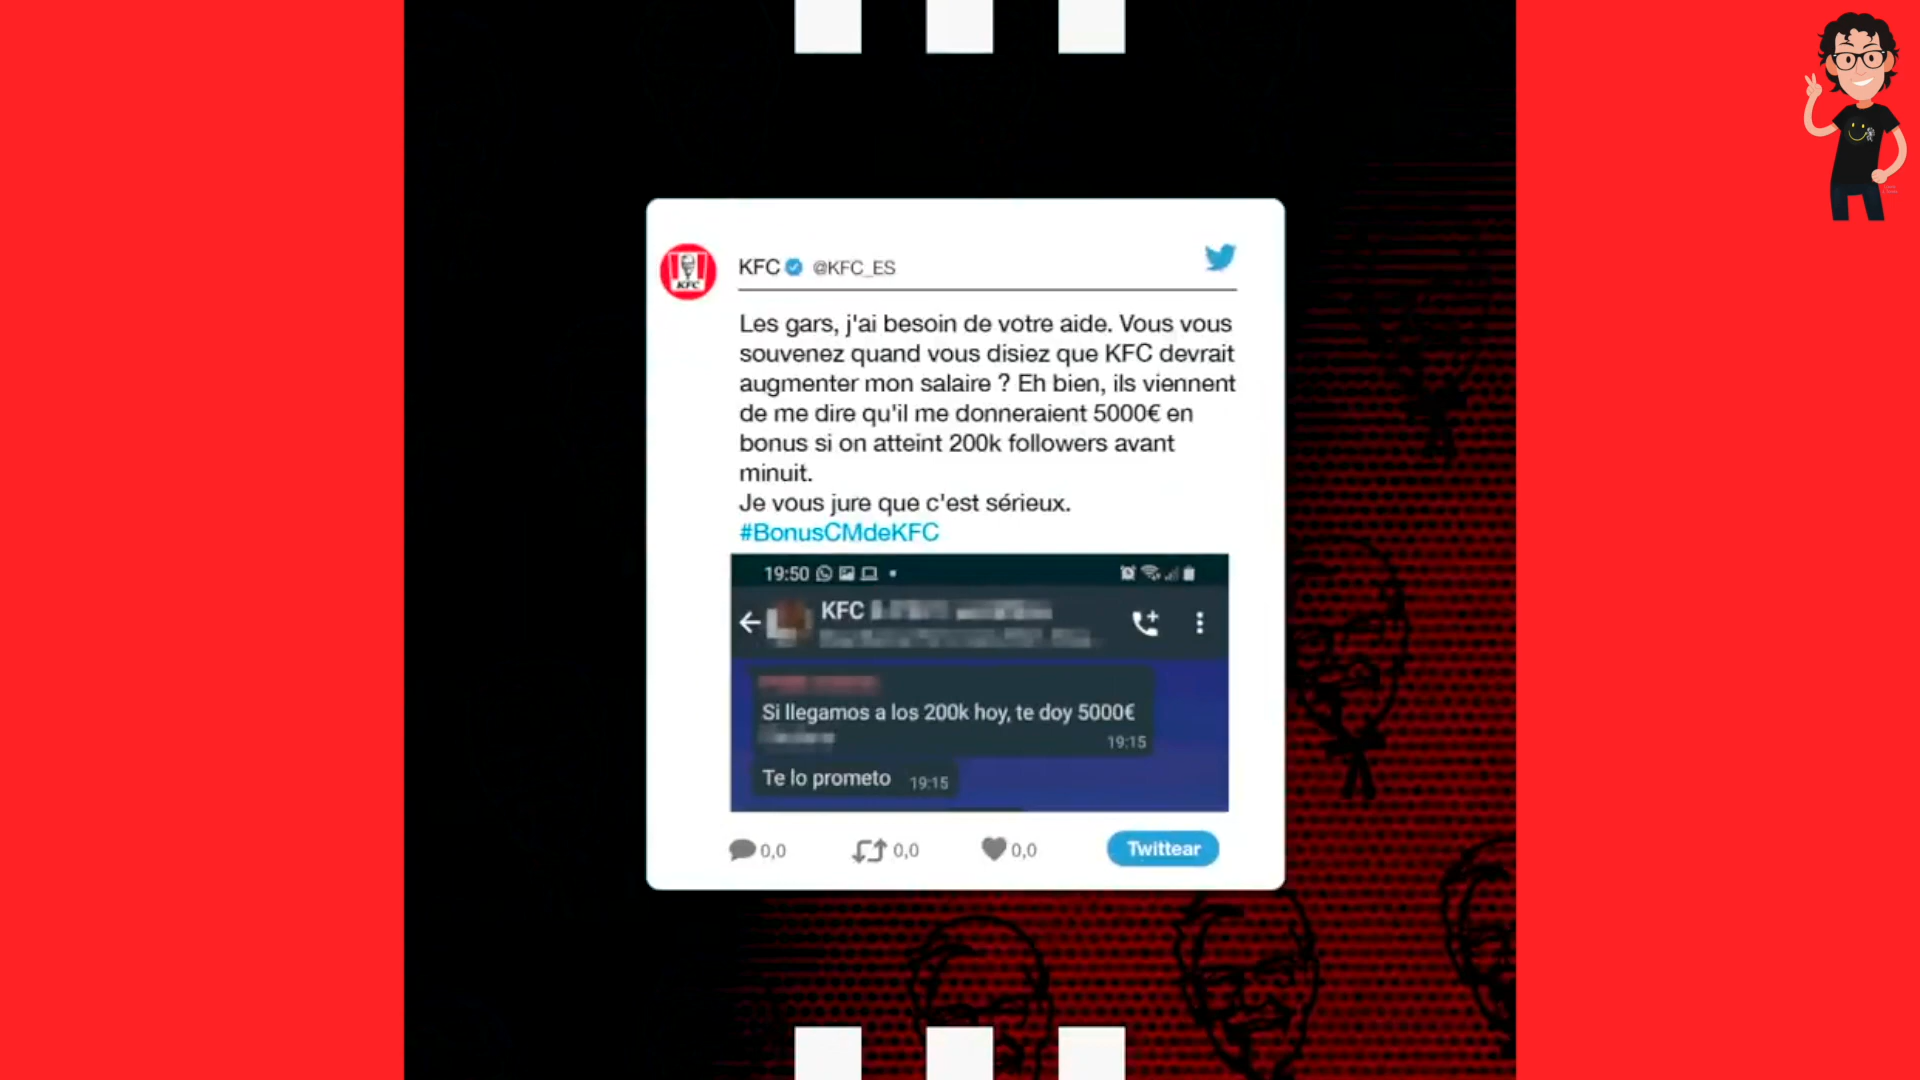 KFC @KFC_ES
KFC
Les gars, j'ai besoin de votre aide. Vous vous
souvenez quand vous disiez que KFC devrait
augmenter mon salaire ? Eh bien, ils viennent
de me dire qu'il me donneraient 5000€ en
bonus si on atteint 200k followers avant
minuit.
Je vous jure que c'est sérieux.
#BonusCMdeKFC
19:50
KFC
Si llegamos a los 200k hoy, te doy 5000€
19:15
Te lo prometo 19:15
0,0 0,0 0,0 Twittear